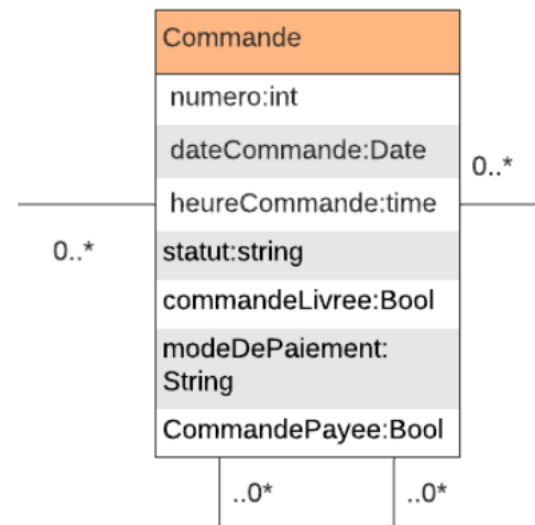 Commande
numero:int
dateCommande:Date
0..*
heureCommande:time
0..*
statut:string
commandeLivree:Bool
modeDePaiement:
String
CommandePayee:Bool
..0*
..0*